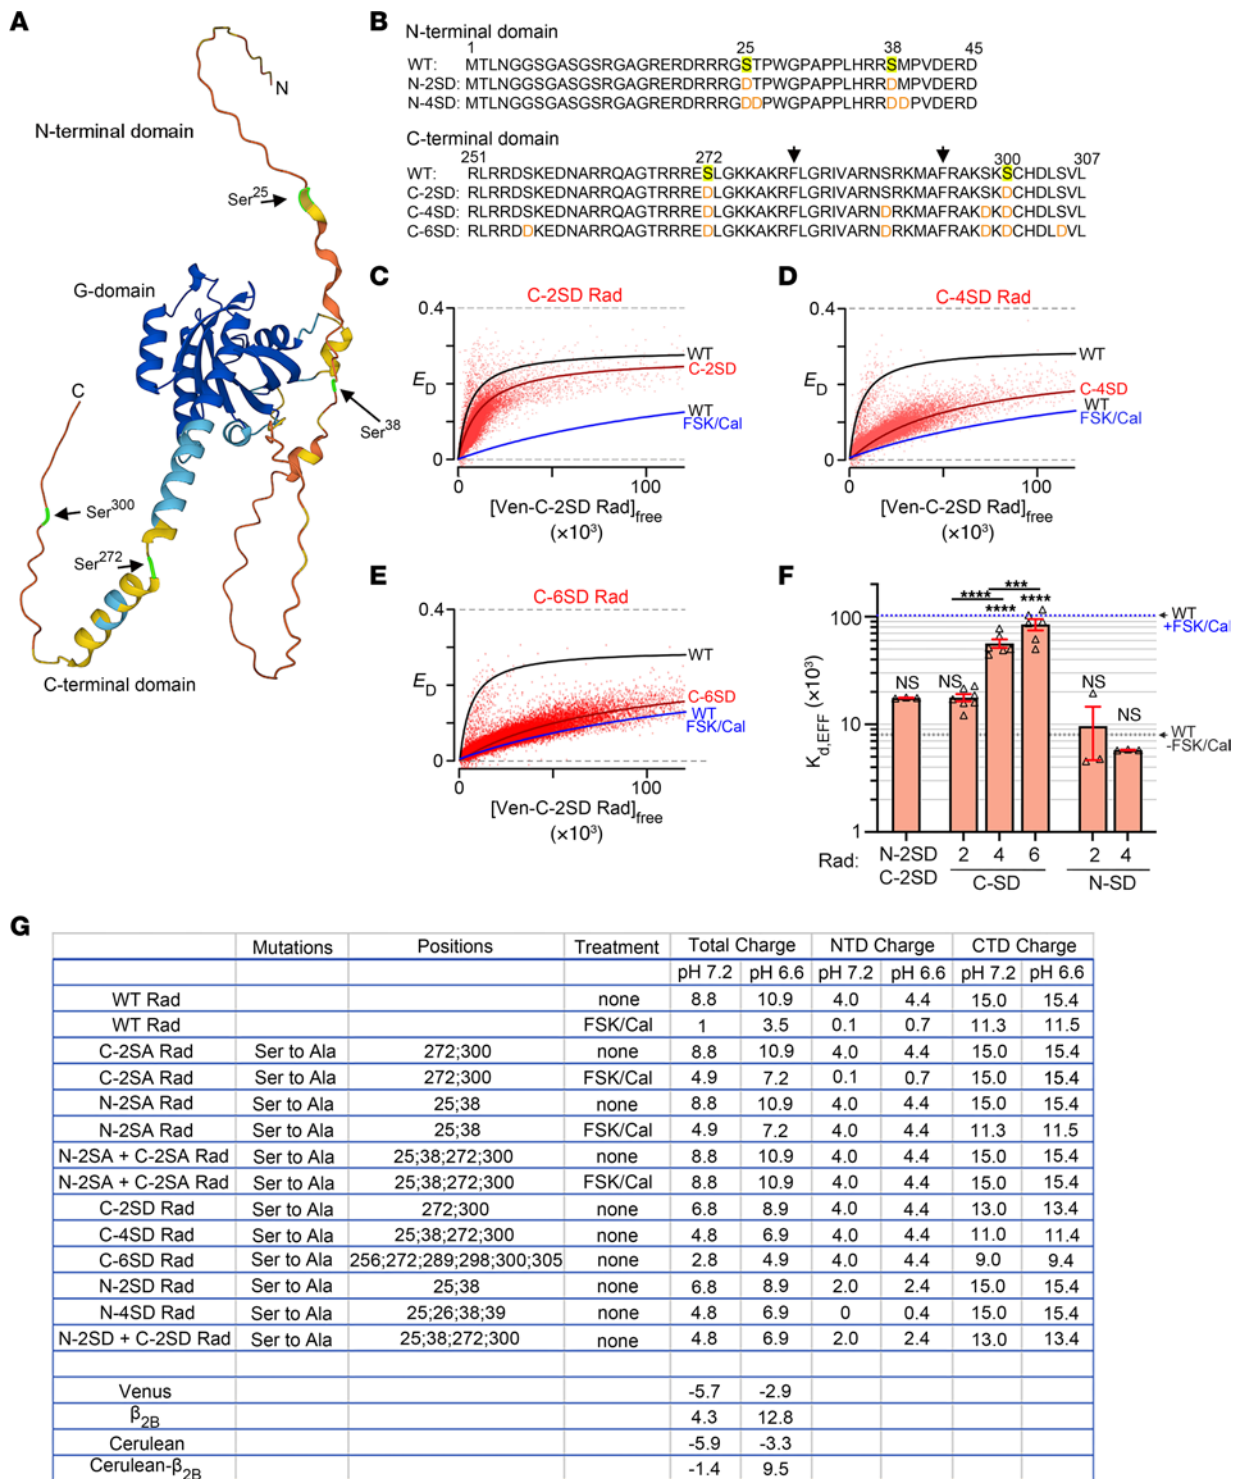 A
N
N-terminal domain
Ser25
G-domain
C
Ser38
Ser300
Ser272
C-terminal domain
B
N-terminal domain
1 25 38 45
WT: MTLNGGSGASGSRGAGRERDRRRGSTPWGPAPPLHRRSMPVDERD
N-2SD: MTLNGGSGASGSRGAGRERDRRRGDTPWGPAPPLHRRDMPVDERD
N-4SD: MTLNGGSGASGSRGAGRERDRRRGDDPWGPAPPLHRRDDPVDERD
C-terminal domain
251 272 300 307
WT: RLRRDSKEDNARRQAGTRRRESLGKKAKRFLGRIVARNSRKMAFRAKSKSCHDLSVL
C-2SD: RLRRDSKEDNARRQAGTRRREDLGKKAKRFLGRIVARNSRKMAFRAKSKDCHDLSVL
C-4SD: RLRRDSKEDNARRQAGTRRREDLGKKAKRFLGRIVARNDRKMAFRAKDKDCHDLSVL
C-6SD: RLRRDDKEDNARRQAGTRRREDLGKKAKRFLGRIVARNDRKMAFRAKDKDCHDLDVL
C
C-2SD Rad
0.4
WT
C-2SD
ED
WT
FSK/Cal
0
0 100
[Ven-C-2SD Rad]free
(×10³)
D
C-4SD Rad
0.4
WT
ED
C-4SD
WT
FSK/Cal
0
0 100
[Ven-C-2SD Rad]free
(×10³)
E
C-6SD Rad
0.4
WT
ED
C-6SD
WT
FSK/Cal
0
0 100
[Ven-C-2SD Rad]free
(×10³)
F
**** ***
**** ****
100
WT
+FSK/Cal
NS NS NS NS
10
WT
-FSK/Cal
Kd,EFF (×10³)
1
Rad: N-2SD 2 4 6 2 4
C-2SD C-SD N-SD
G
Mutations Positions Treatment Total Charge NTD Charge CTD Charge
pH 7.2 pH 6.6 pH 7.2 pH 6.6 pH 7.2 pH 6.6
WT Rad none 8.8 10.9 4.0 4.4 15.0 15.4
WT Rad FSK/Cal 1 3.5 0.1 0.7 11.3 11.5
C-2SA Rad Ser to Ala 272;300 none 8.8 10.9 4.0 4.4 15.0 15.4
C-2SA Rad Ser to Ala 272;300 FSK/Cal 4.9 7.2 0.1 0.7 15.0 15.4
N-2SA Rad Ser to Ala 25;38 none 8.8 10.9 4.0 4.4 15.0 15.4
N-2SA Rad Ser to Ala 25;38 FSK/Cal 4.9 7.2 4.0 4.4 11.3 11.5
N-2SA + C-2SA Rad Ser to Ala 25;38;272;300 none 8.8 10.9 4.0 4.4 15.0 15.4
N-2SA + C-2SA Rad Ser to Ala 25;38;272;300 FSK/Cal 8.8 10.9 4.0 4.4 15.0 15.4
C-2SD Rad Ser to Ala 272;300 none 6.8 8.9 4.0 4.4 13.0 13.4
C-4SD Rad Ser to Ala 25;38;272;300 none 4.8 6.9 4.0 4.4 11.0 11.4
C-6SD Rad Ser to Ala 256;272;289;298;300;305 none 2.8 4.9 4.0 4.4 9.0 9.4
N-2SD Rad Ser to Ala 25;38 none 6.8 8.9 2.0 2.4 15.0 15.4
N-4SD Rad Ser to Ala 25;26;38;39 none 4.8 6.9 0 0.4 15.0 15.4
N-2SD + C-2SD Rad Ser to Ala 25;38;272;300 none 4.8 6.9 2.0 2.4 13.0 13.4
Venus -5.7 -2.9
β2B 4.3 12.8
Cerulean -5.9 -3.3
Cerulean-β2B -1.4 9.5